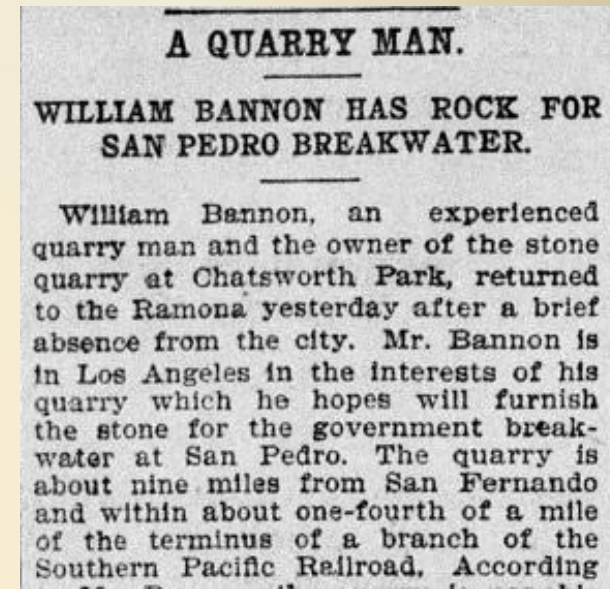 A QUARRY MAN.
WILLIAM BANNON HAS ROCK FOR
SAN PEDRO BREAKWATER.
William Bannon, an experienced
quarry man and the owner of the stone
quarry at Chatsworth Park, returned
to the Ramona yesterday after a brief
absence from the city. Mr. Bannon is
in Los Angeles in the interests of his
quarry which he hopes will furnish
the stone for the government break-
water at San Pedro. The quarry is
about nine miles from San Fernando
and within about one-fourth of a mile
of the terminus of a branch of the
Southern Pacific Railroad. According